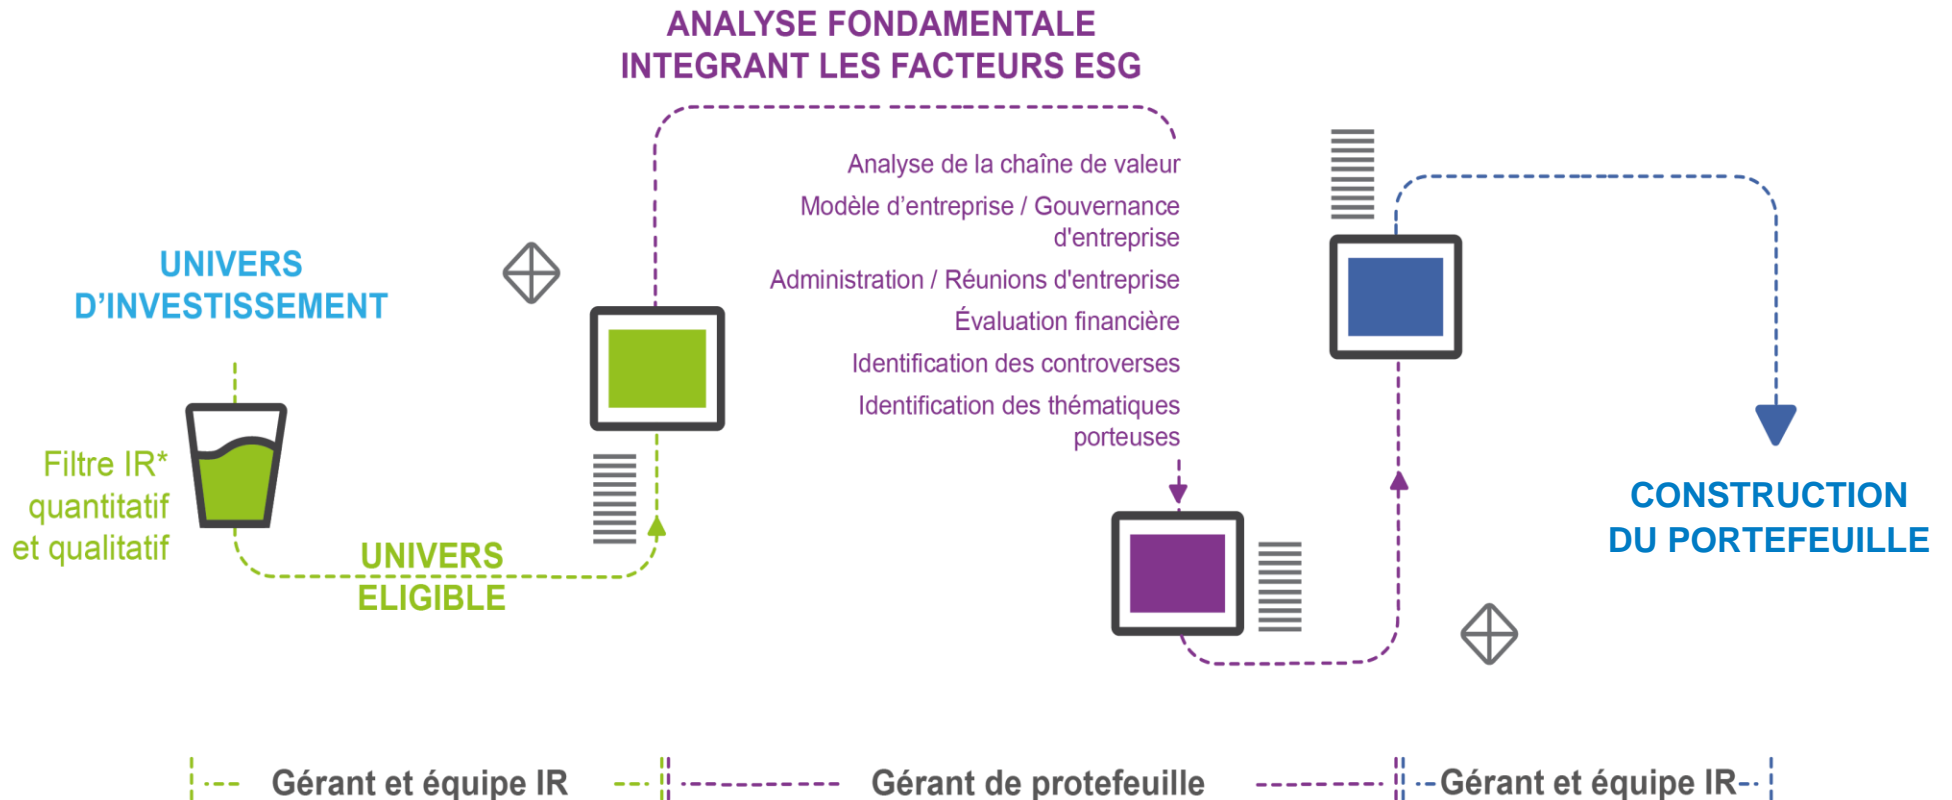 ANALYSE FONDAMENTALE
INTEGRANT LES FACTEURS ESG
UNIVERS
D’INVESTISSEMENT
Filtre IR*
quantitatif
et qualitatif
UNIVERS
ELIGIBLE
Analyse de la chaîne de valeur
Modèle d’entreprise / Gouvernance
d'entreprise
Administration / Réunions d'entreprise
Évaluation financière
Identification des controverses
Identification des thématiques
porteuses
CONSTRUCTION
DU PORTEFEUILLE
Gérant et équipe IR
Gérant de protefeuille
Gérant et équipe IR